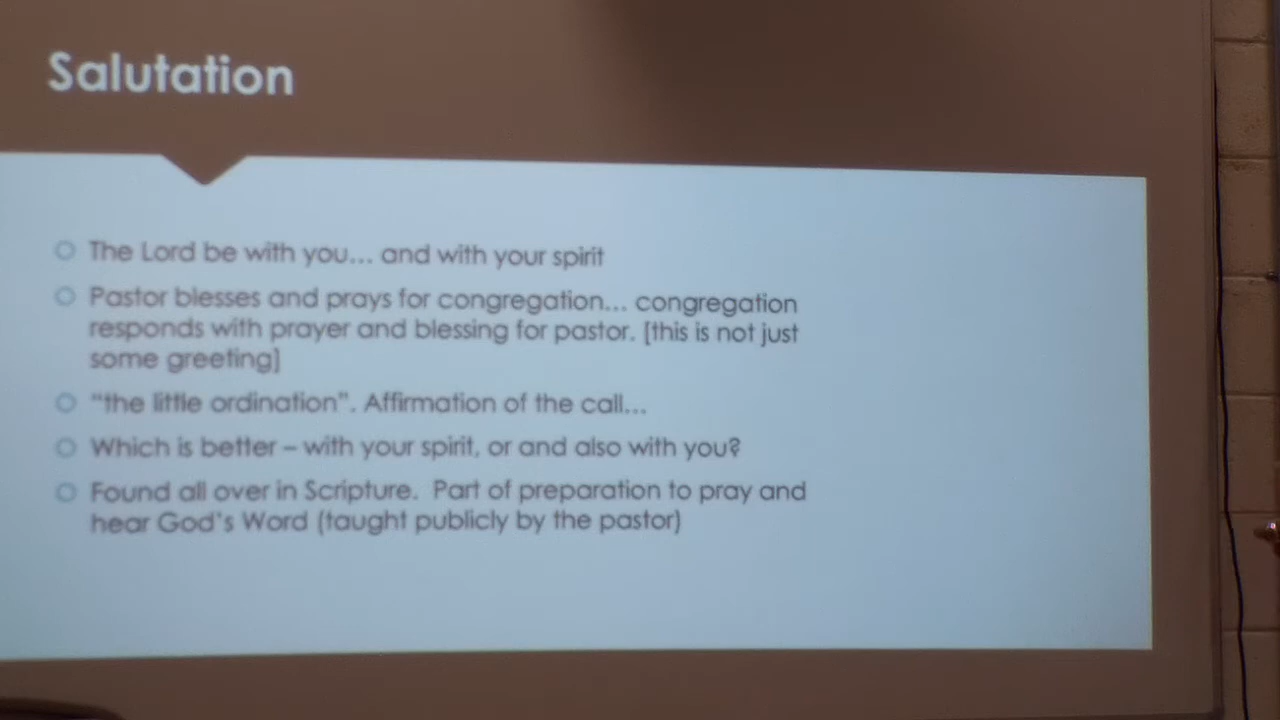 Salutation
The Lord be with you... and with your spirit
Pastor blesses and prays for congregation... congregation
responds with prayer and blessing for pastor. [this is not just
some greeting]
“the little ordination”. Affirmation of the call...
Which is better – with your spirit, or and also with you?
Found all over in Scripture.  Part of preparation to pray and
hear God's Word (taught publicly by the pastor)